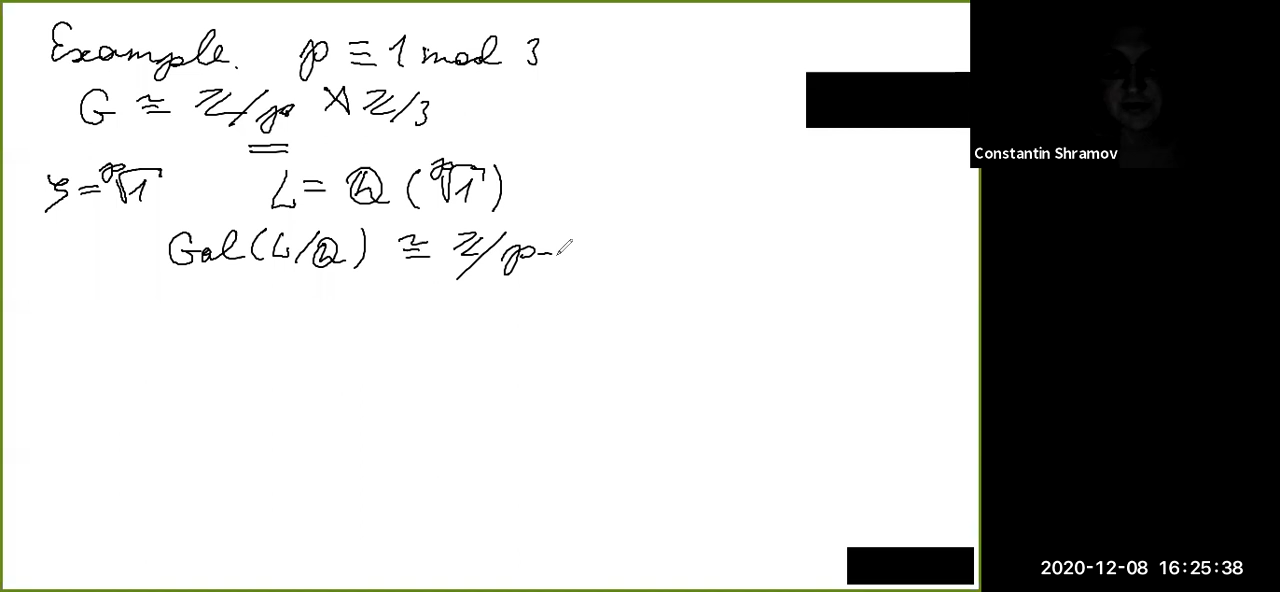 Example. p ≡ 1 mod 3
G ≅ ℤ/p ⋊ ℤ/3
ζ = ᵖ√1   L = ℚ(ᵖ√1)
Gal(L/ℚ) ≅ ℤ/p-
Constantin Shramov
2020-12-08 16:25:38